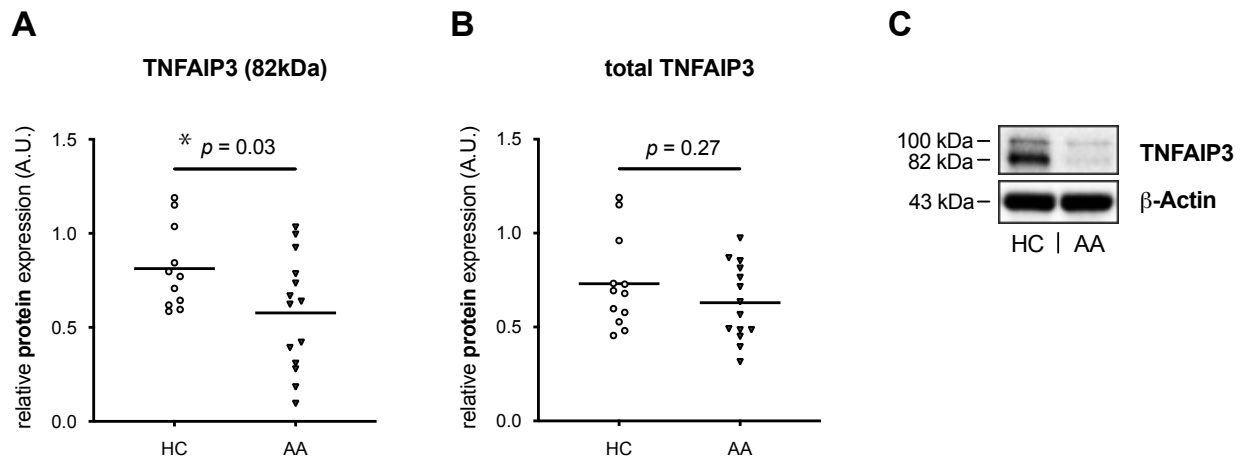 A
TNFAIP3 (82kDa)
relative protein expression (A.U.)
1.5
1.0
0.5
0.0
* p = 0.03
HC AA
B
total TNFAIP3
relative protein expression (A.U.)
1.5
1.0
0.5
0.0
p = 0.27
HC AA
C
100 kDa
82 kDa
TNFAIP3
43 kDa
β-Actin
HC | AA